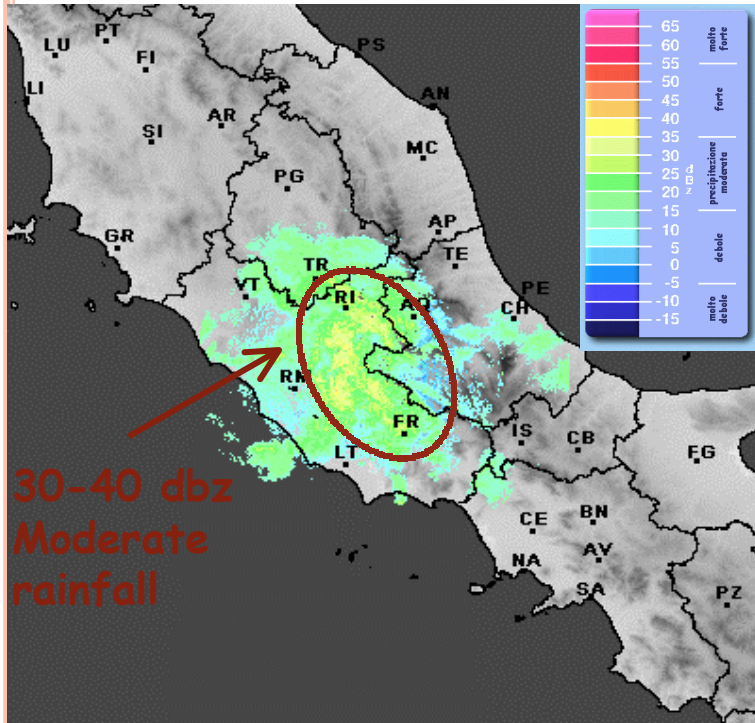 PT
PS
LU
FI
LI
AN
AR
SI
MC
PG
GR
AP
TE
TR
VT
RI
PE
CH
RM
FR
LT
IS
CB
FG
CE
BN
AV
NA
SA
PZ
30-40 dbz
Moderate
rainfall
65
60
55
50
45
40
35
30
25
20
15
10
5
0
-5
-10
-15
dBz
molto
forte
forte
precipitazione
moderata
debole
molto
debole